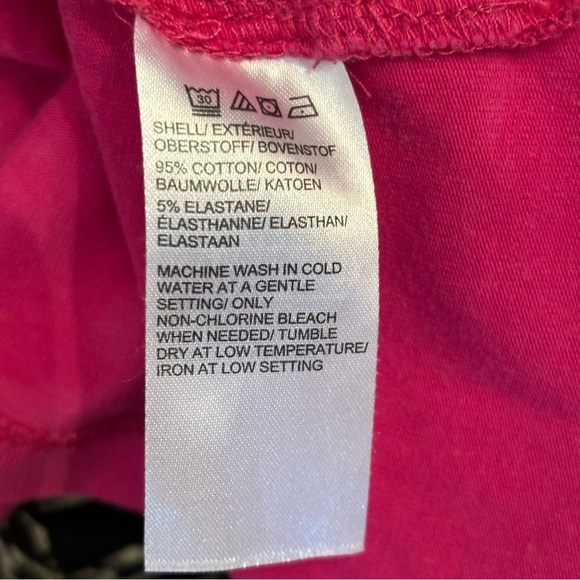 30
SHELL/ EXTÉRIEUR/
OBERSTOFF/ BOVENSTOF
95% COTTON/ COTON/
BAUMWOLLE/ KATOEN
5% ELASTANE/
ÉLASTHANNE/ ELASTHAN/
ELASTAAN
MACHINE WASH IN COLD
WATER AT A GENTLE
SETTING/ ONLY
NON-CHLORINE BLEACH
WHEN NEEDED/ TUMBLE
DRY AT LOW TEMPERATURE/
IRON AT LOW SETTING